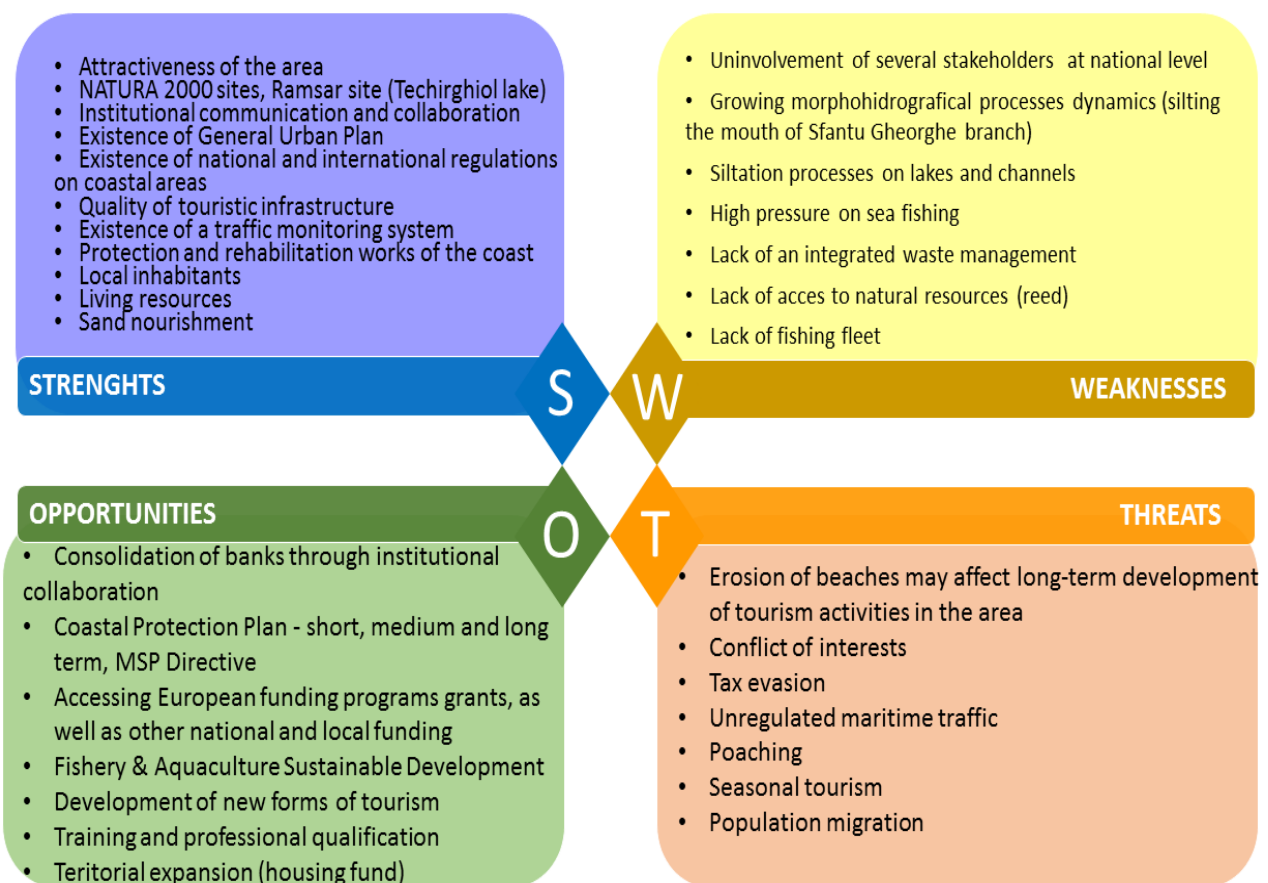 • Attractiveness of the area
• NATURA 2000 sites, Ramsar site (Techirghiol lake)
• Institutional communication and collaboration
• Existence of General Urban Plan
• Existence of national and international regulations
on coastal areas
• Quality of touristic infrastructure
• Existence of a traffic monitoring system
• Protection and rehabilitation works of the coast
• Local inhabitants
• Living resources
• Sand nourishment
STRENGHTS
S
• Uninvolvement of several stakeholders at national level
• Growing morphohidrografical processes dynamics (silting
the mouth of Sfantu Gheorghe branch)
• Siltation processes on lakes and channels
• High pressure on sea fishing
• Lack of an integrated waste management
• Lack of acces to natural resources (reed)
• Lack of fishing fleet
W
WEAKNESSES
OPPORTUNITIES
O
• Consolidation of banks through institutional
collaboration
• Coastal Protection Plan - short, medium and long
term, MSP Directive
• Accessing European funding programs grants, as
well as other national and local funding
• Fishery & Aquaculture Sustainable Development
• Development of new forms of tourism
• Training and professional qualification
• Teritorial expansion (housing fund)
T
THREATS
• Erosion of beaches may affect long-term development
of tourism activities in the area
• Conflict of interests
• Tax evasion
• Unregulated maritime traffic
• Poaching
• Seasonal tourism
• Population migration